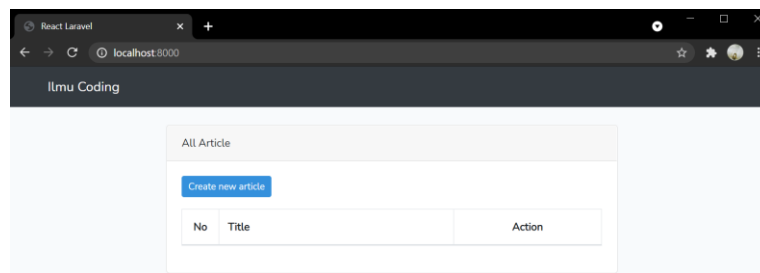 React Laravel
localhost:8000
Ilmu Coding
All Article
Create new article
No Title Action